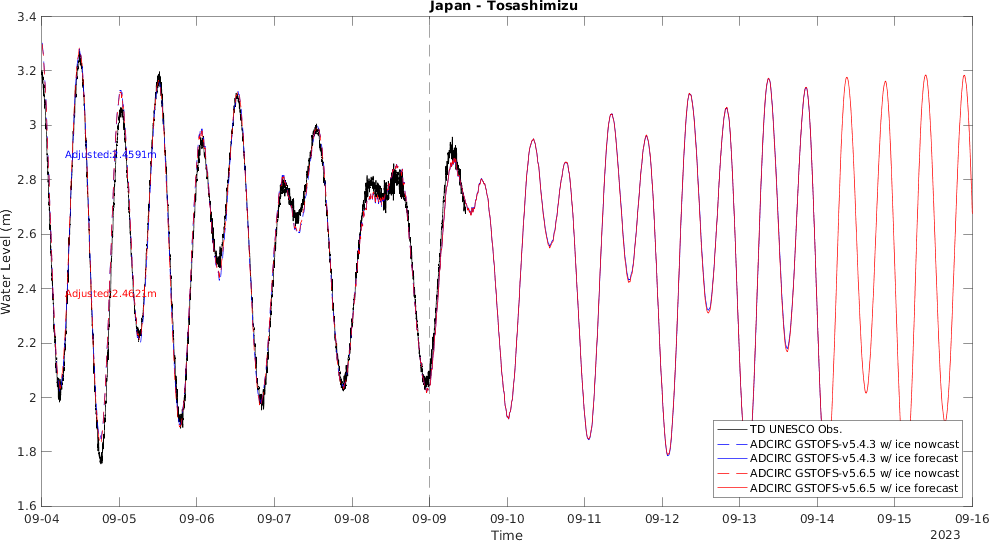 Japan - Tosashimizu
3.4
3.2
3
2.8
2.6
2.4
2.2
2
1.8
1.6
Water Level (m)
Adjusted:2.4591m
Adjusted:2.4621m
TD UNESCO Obs.
ADCIRC GSTOFS-v5.4.3 w/ ice nowcast
ADCIRC GSTOFS-v5.4.3 w/ ice forecast
ADCIRC GSTOFS-v5.6.5 w/ ice nowcast
ADCIRC GSTOFS-v5.6.5 w/ ice forecast
09-04 09-05 09-06 09-07 09-08 09-09 09-10 09-11 09-12 09-13 09-14 09-15 09-16
Time
2023